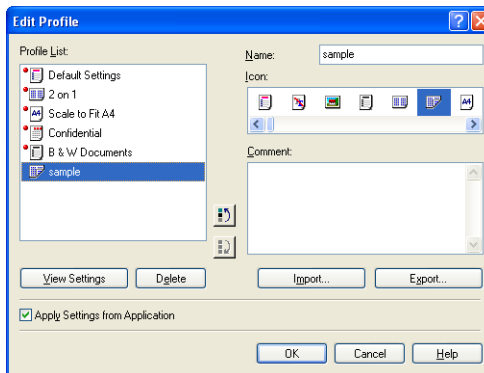 Edit Profile
Profile List:
Default Settings
2 on 1
Scale to Fit A4
Confidential
B & W Documents
sample
View Settings
Delete
Name:
sample
Icon:
A4
Comment:
Import...
Export...
Apply Settings from Application
OK
Cancel
Help